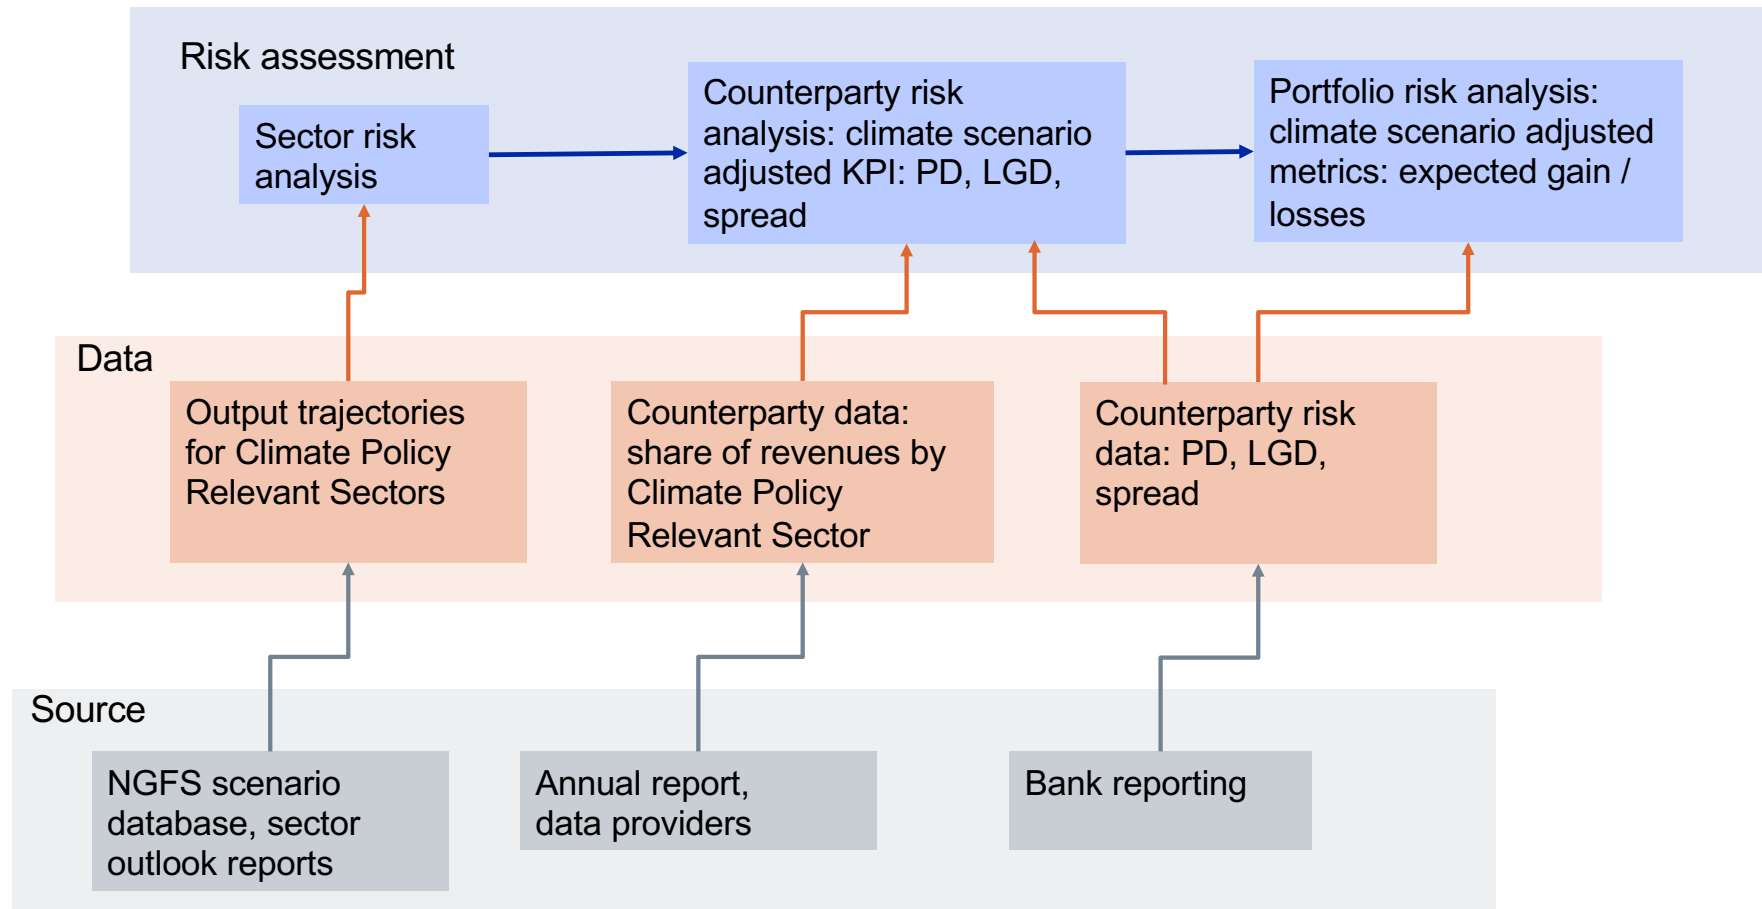 Risk assessment
Sector risk
analysis
Counterparty risk
analysis: climate scenario
adjusted KPI: PD, LGD,
spread
Portfolio risk analysis:
climate scenario adjusted
metrics: expected gain /
losses
Data
Output trajectories
for Climate Policy
Relevant Sectors
Counterparty data:
share of revenues by
Climate Policy
Relevant Sector
Counterparty risk
data: PD, LGD,
spread
Source
NGFS scenario
database, sector
outlook reports
Annual report,
data providers
Bank reporting